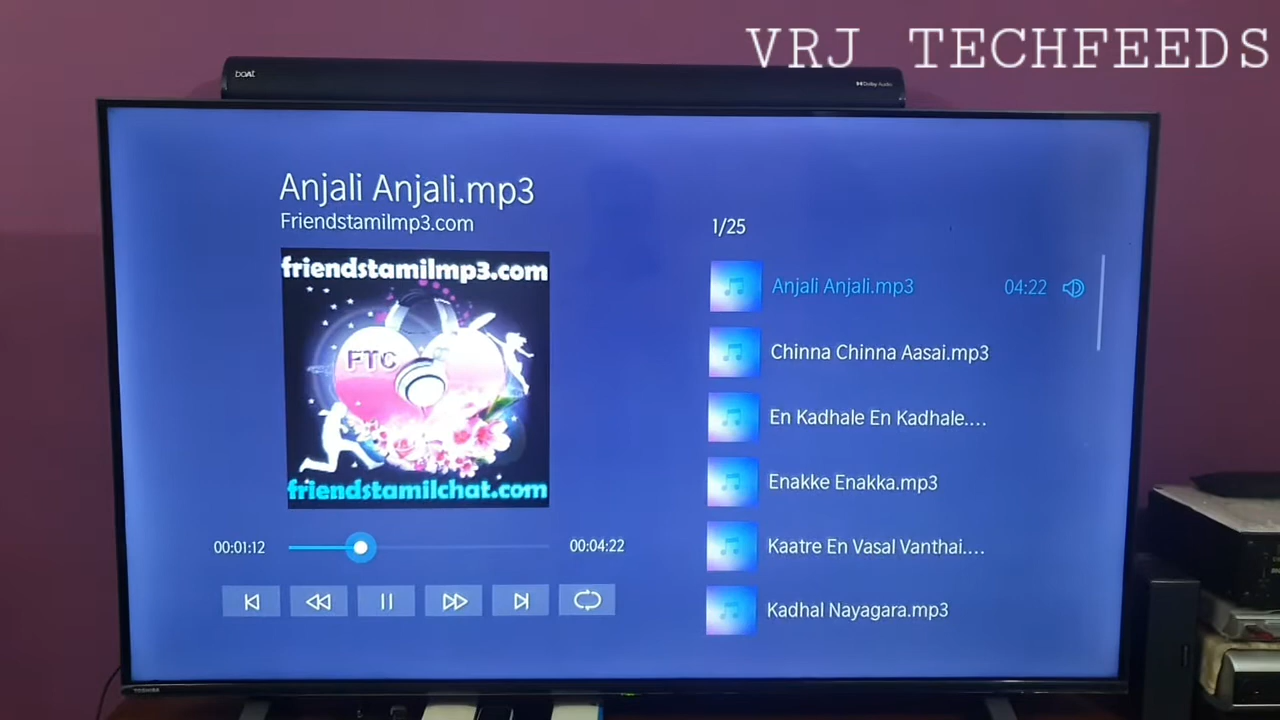 VRJ TECHFEEDS
boAt
Dolby Audio
Anjali Anjali.mp3
Friendstamilmp3.com
friendstamilmp3.com
FTC
friendstamilchat.com
00:01:12
00:04:22
1/25
Anjali Anjali.mp3 04:22
Chinna Chinna Aasai.mp3
En Kadhale En Kadhale....
Enakke Enakka.mp3
Kaatre En Vasal Vanthai....
Kadhal Nayagara.mp3
TOSHIBA